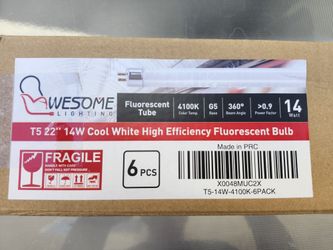 AWESOME
LIGHTING
Fluorescent Tube
4100K Color Temp.
G5 Base
360° Beam Angle
>0.9 Power Factor
14 Watt
T5 22" 14W Cool White High Efficiency Fluorescent Bulb
FRAGILE
HANDLE WITH CARE
DON'T FALL NOT DEPRESSED
6 PCS
Made in PRC
X0048MUC2X
T5-14W-4100K-6PACK